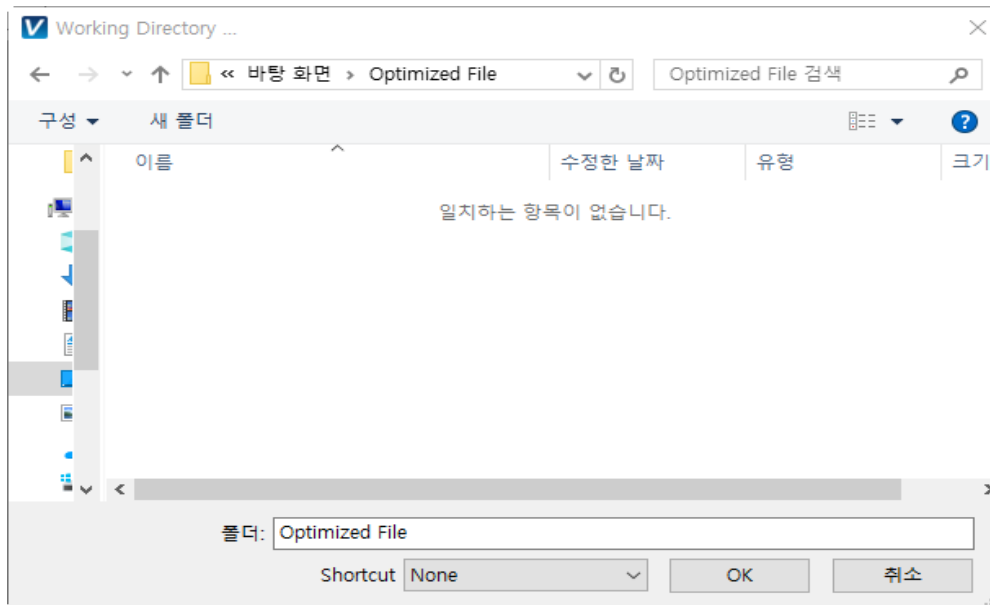 Working Directory ...
« 바탕 화면 › Optimized File
Optimized File 검색
구성 새 폴더
이름 수정한 날짜 유형 크기
일치하는 항목이 없습니다.
폴더: Optimized File
Shortcut None OK 취소